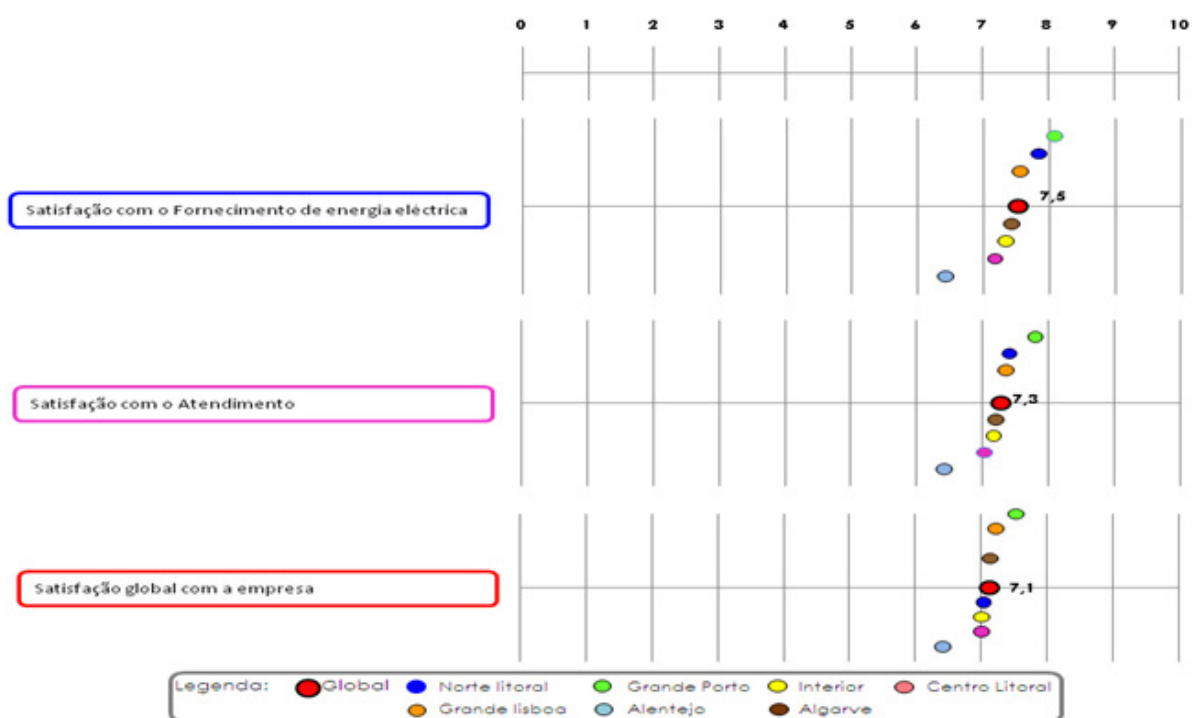 0 1 2 3 4 5 6 7 8 9 10
Satisfação com o Fornecimento de energia eléctrica
7,5
Satisfação com o Atendimento
7,3
Satisfação global com a empresa
7,1
Legenda: Global Norte litoral Grande Porto Interior Centro Litoral
Grande lisboa Alentejo Algarve